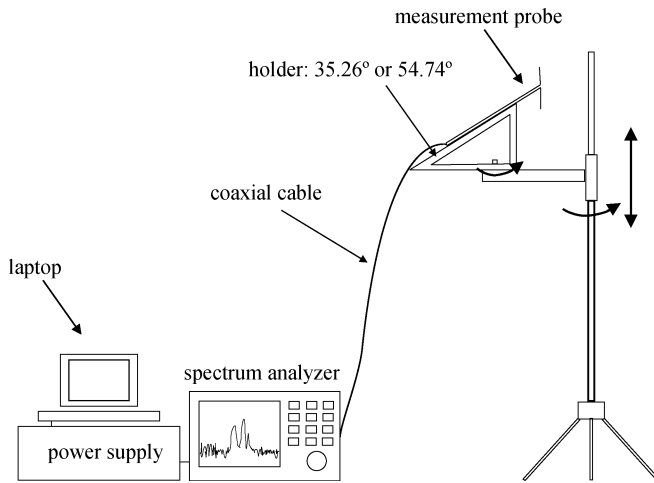 measurement probe
holder: 35.26º or 54.74º
coaxial cable
laptop
spectrum analyzer
power supply